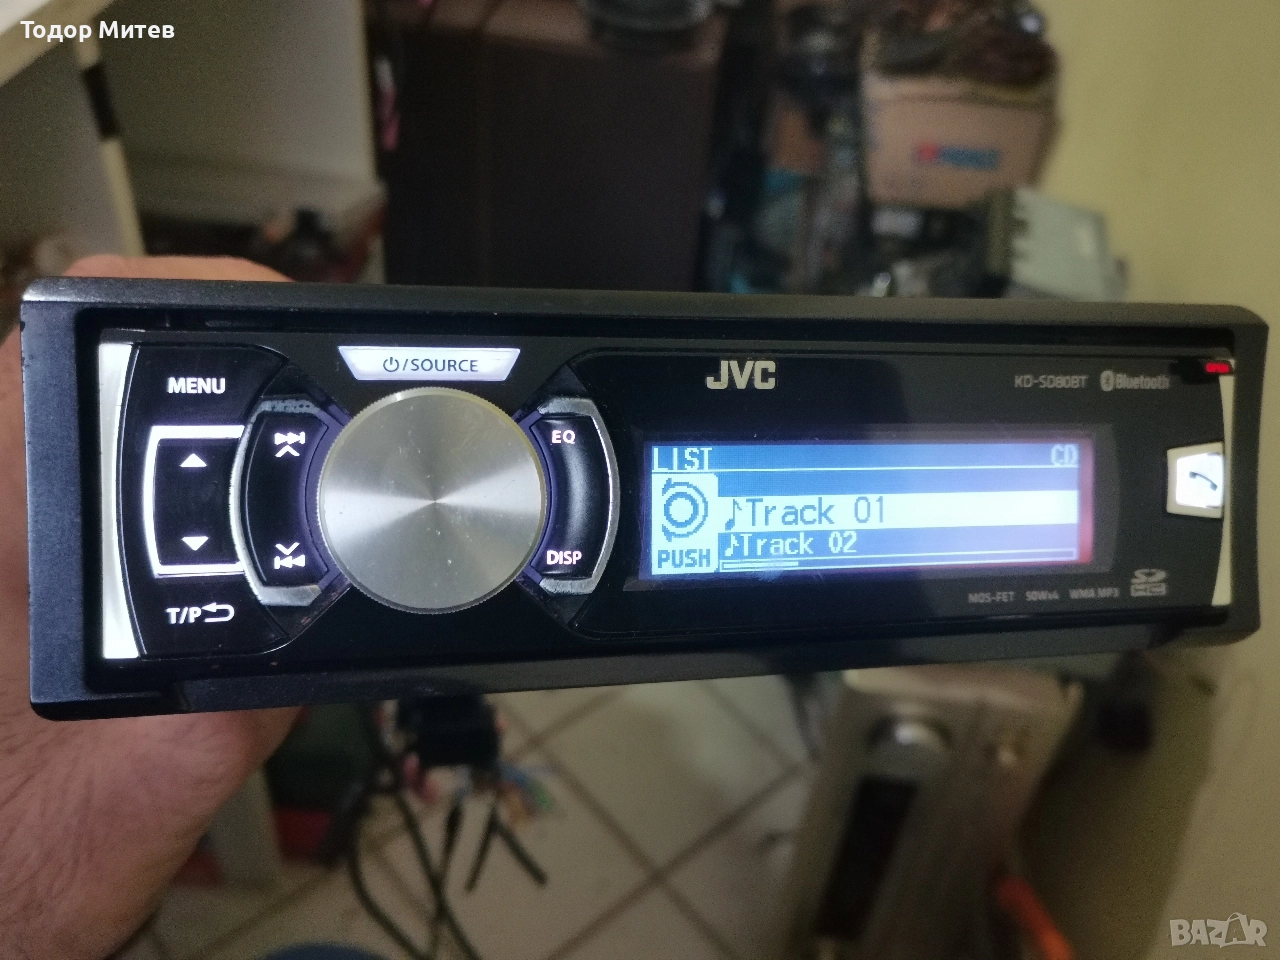 Тодор Митев
MENU
/SOURCE
JVC
KD-SD80BT Bluetooth
EQ
LIST CD
Track 01
Track 02
PUSH
DISP
T/P
MOS-FET 50Wx4 WMA MP3
SD HC
BAZAR